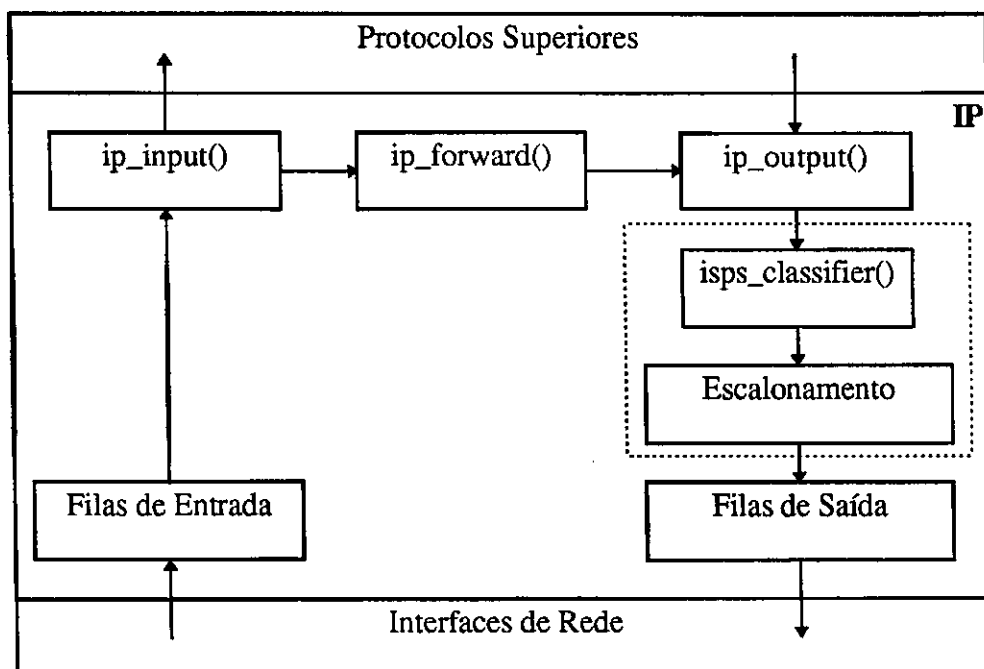 Protocolos Superiores
IP
ip_input()
ip_forward()
ip_output()
isps_classifier()
Escalonamento
Filas de Entrada
Filas de Saída
Interfaces de Rede